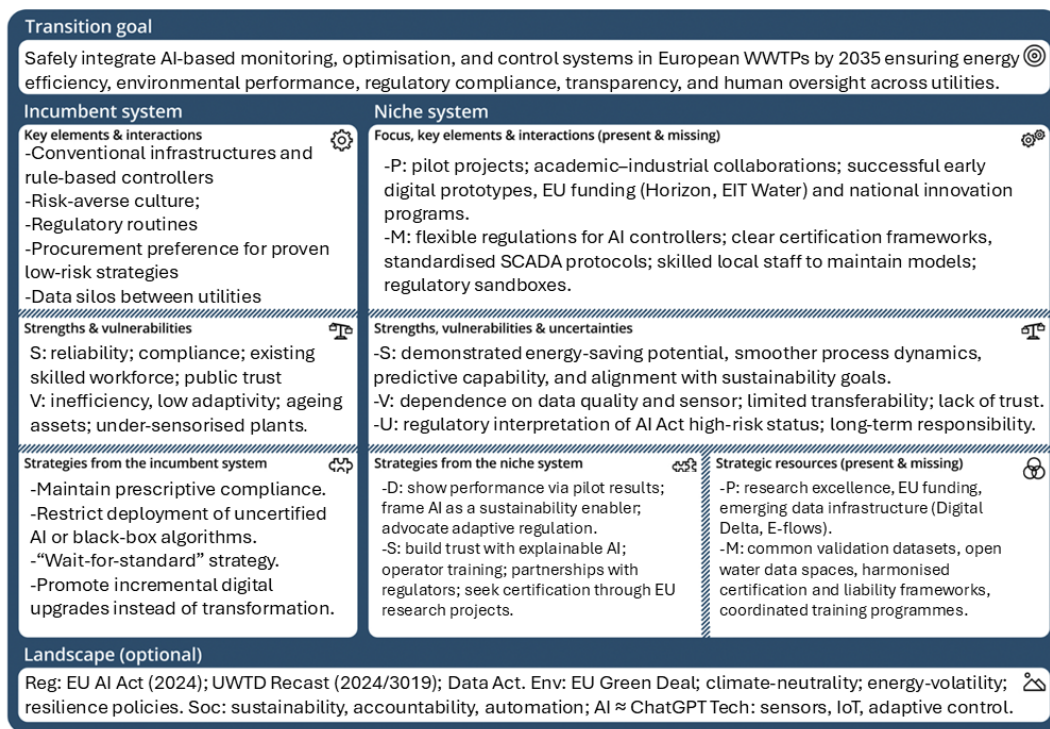 Transition goal
Safely integrate AI-based monitoring, optimisation, and control systems in European WWTPs by 2035 ensuring energy
efficiency, environmental performance, regulatory compliance, transparency, and human oversight across utilities.
Incumbent system
Key elements & interactions
-Conventional infrastructures and
rule-based controllers
-Risk-averse culture;
-Regulatory routines
-Procurement preference for proven
low-risk strategies
-Data silos between utilities
Strengths & vulnerabilities
S: reliability; compliance; existing
skilled workforce; public trust
V: inefficiency, low adaptivity; ageing
assets; under-sensorised plants.
Strategies from the incumbent system
-Maintain prescriptive compliance.
-Restrict deployment of uncertified
AI or black-box algorithms.
-“Wait-for-standard” strategy.
-Promote incremental digital
upgrades instead of transformation.
Niche system
Focus, key elements & interactions (present & missing)
-P: pilot projects; academic–industrial collaborations; successful early
digital prototypes, EU funding (Horizon, EIT Water) and national innovation
programs.
-M: flexible regulations for AI controllers; clear certification frameworks,
standardised SCADA protocols; skilled local staff to maintain models;
regulatory sandboxes.
Strengths, vulnerabilities & uncertainties
-S: demonstrated energy-saving potential, smoother process dynamics,
predictive capability, and alignment with sustainability goals.
-V: dependence on data quality and sensor; limited transferability; lack of trust.
-U: regulatory interpretation of AI Act high-risk status; long-term responsibility.
Strategies from the niche system
-D: show performance via pilot results;
frame AI as a sustainability enabler;
advocate adaptive regulation.
-S: build trust with explainable AI;
operator training; partnerships with
regulators; seek certification through EU
research projects.
Strategic resources (present & missing)
-P: research excellence, EU funding,
emerging data infrastructure (Digital
Delta, E-flows).
-M: common validation datasets, open
water data spaces, harmonised
certification and liability frameworks,
coordinated training programmes.
Landscape (optional)
Reg: EU AI Act (2024); UWTD Recast (2024/3019); Data Act. Env: EU Green Deal; climate-neutrality; energy-volatility;
resilience policies. Soc: sustainability, accountability, automation; AI ≈ ChatGPT Tech: sensors, IoT, adaptive control.